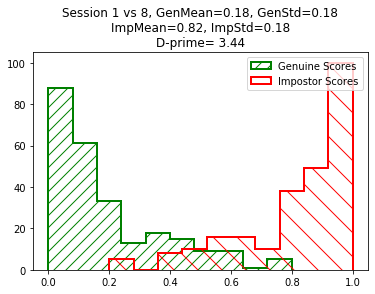 Session 1 vs 8, GenMean=0.18, GenStd=0.18
ImpMean=0.82, ImpStd=0.18
D-prime= 3.44
Genuine Scores
Impostor Scores
100
80
60
40
20
0
0.0 0.2 0.4 0.6 0.8 1.0